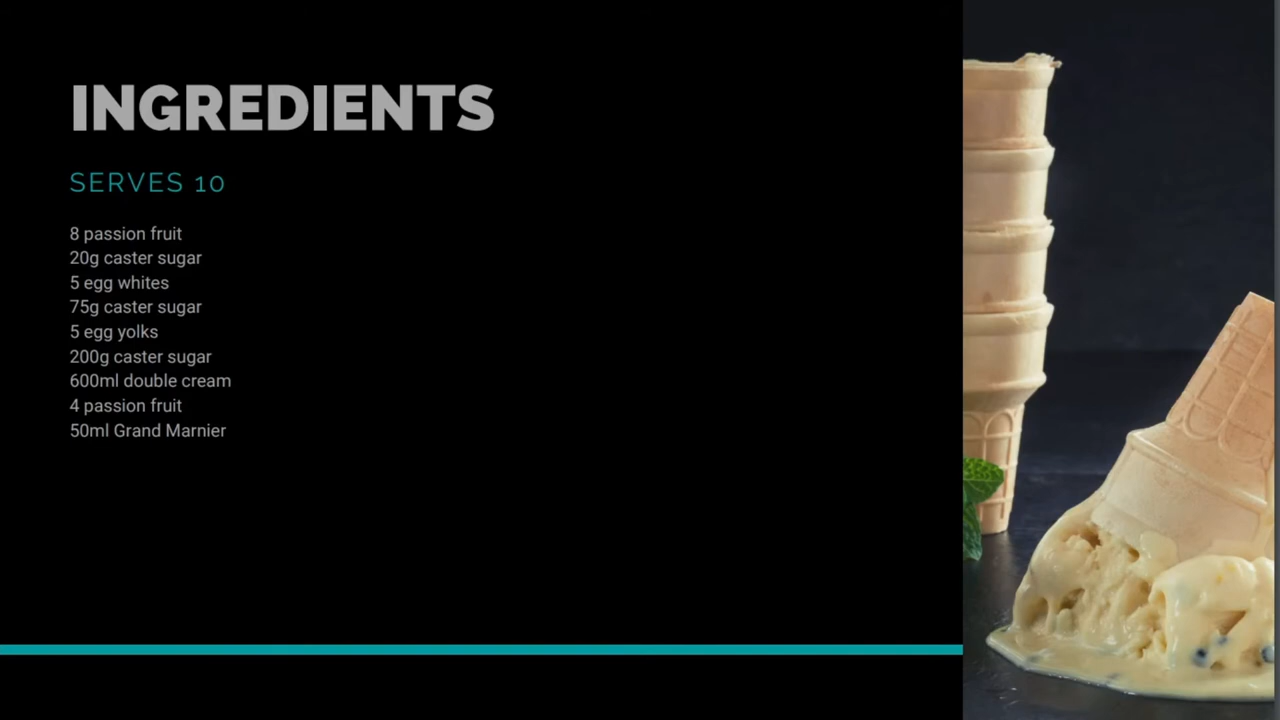 INGREDIENTS
SERVES 10
8 passion fruit
20g caster sugar
5 egg whites
75g caster sugar
5 egg yolks
200g caster sugar
600ml double cream
4 passion fruit
50ml Grand Marnier